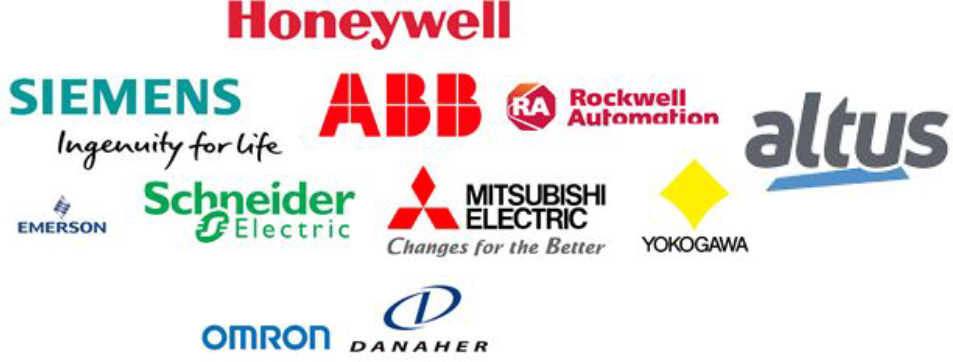 Honeywell
SIEMENS
Ingenuity for life
ABB
RA
Rockwell
Automation
altus
EMERSON
Schneider
Electric
MITSUBISHI
ELECTRIC
Changes for the Better
YOKOGAWA
OMRON
DANAHER